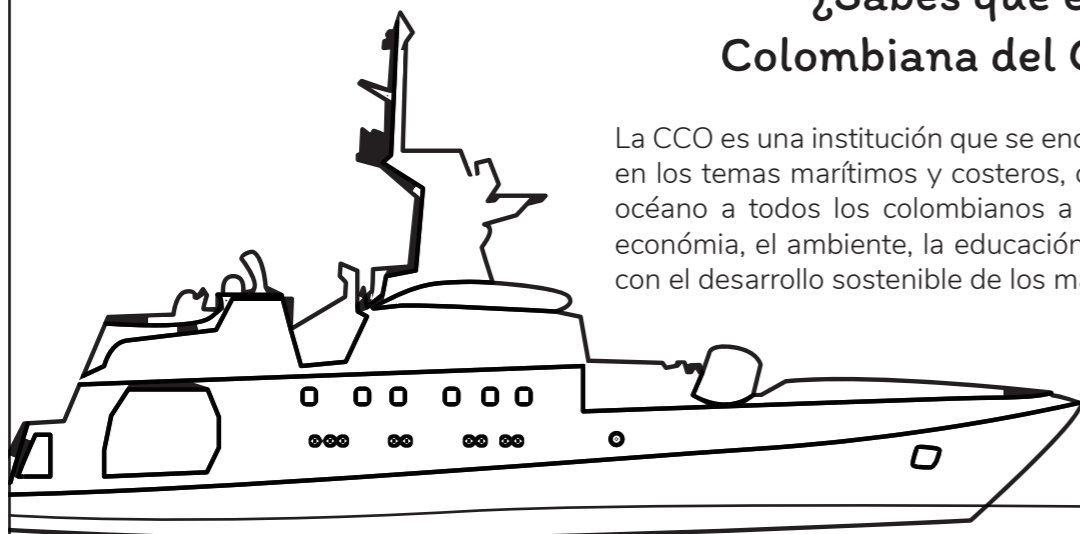 ¿Sabes que e
Colombiana del
La CCO es una institución que se enc
en los temas marítimos y costeros,
océano a todos los colombianos a
económia, el ambiente, la educación
con el desarrollo sostenible de los ma